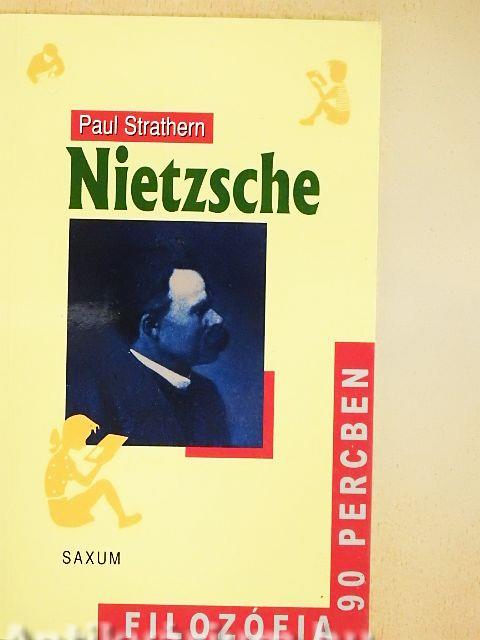 Paul Strathern
Nietzsche
SAXUM
FILOZÓFIA
90 PERCBEN